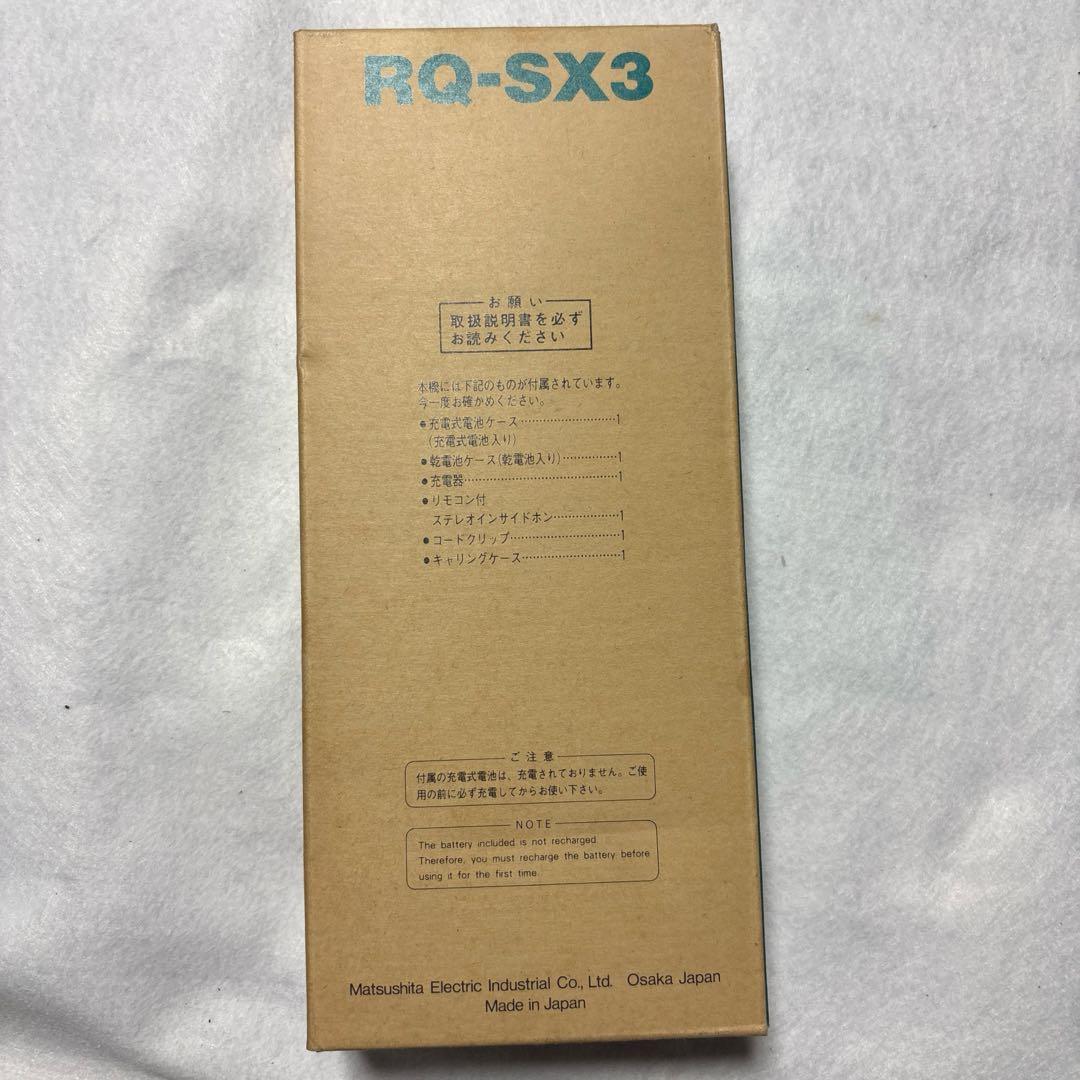 RQ-SX3
お願い
取扱説明書を必ず
お読みください
本機には下記のものが付属されています。
今一度お確かめください。
●充電式電池ケース…………………………1
(充電式電池入り)
●乾電池ケース(乾電池入り)……………1
●充電器…………………………………………1
●リモコン付
ステレオインサイドホン………………1
●コードクリップ……………………………1
●キャリングケース…………………………1
ご注意
付属の充電式電池は、充電されておりません。ご使
用の前に必ず充電してからお使い下さい。
NOTE
The battery included is not recharged.
Therefore, you must recharge the battery before
using it for the first time.
Matsushita Electric Industrial Co., Ltd. Osaka Japan
Made in Japan